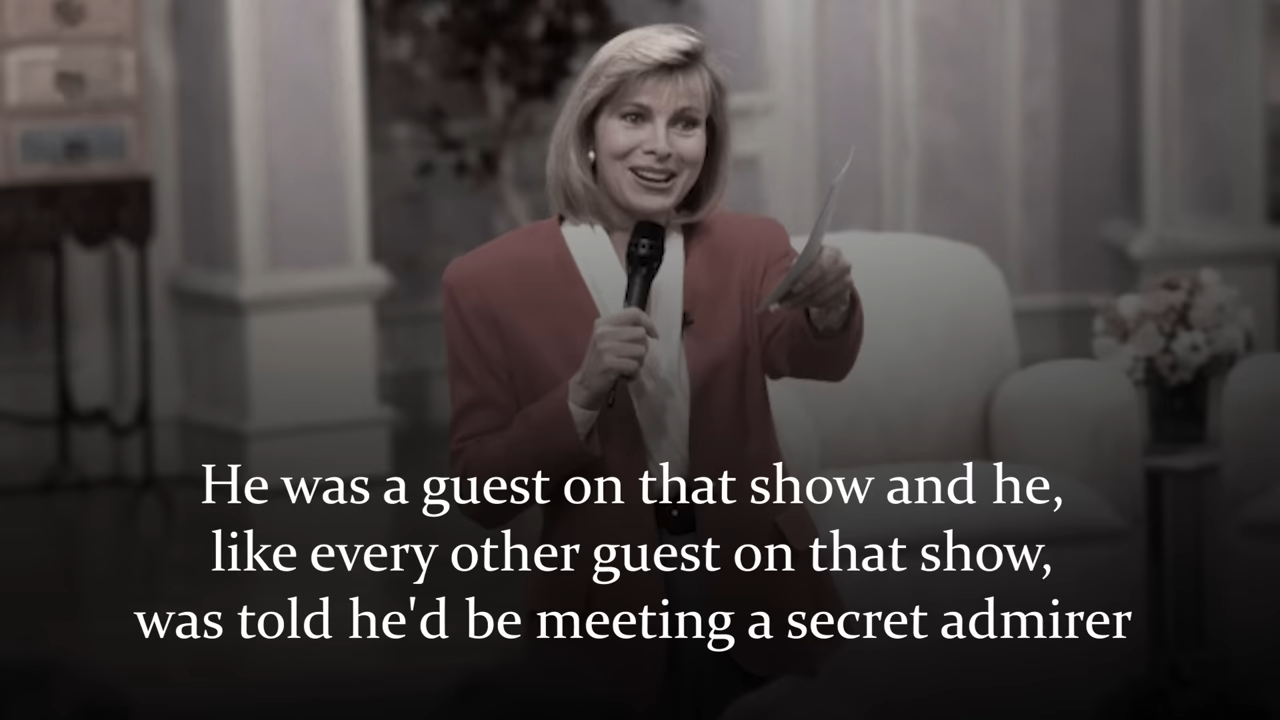 He was a guest on that show and he,
like every other guest on that show,
was told he'd be meeting a secret admirer